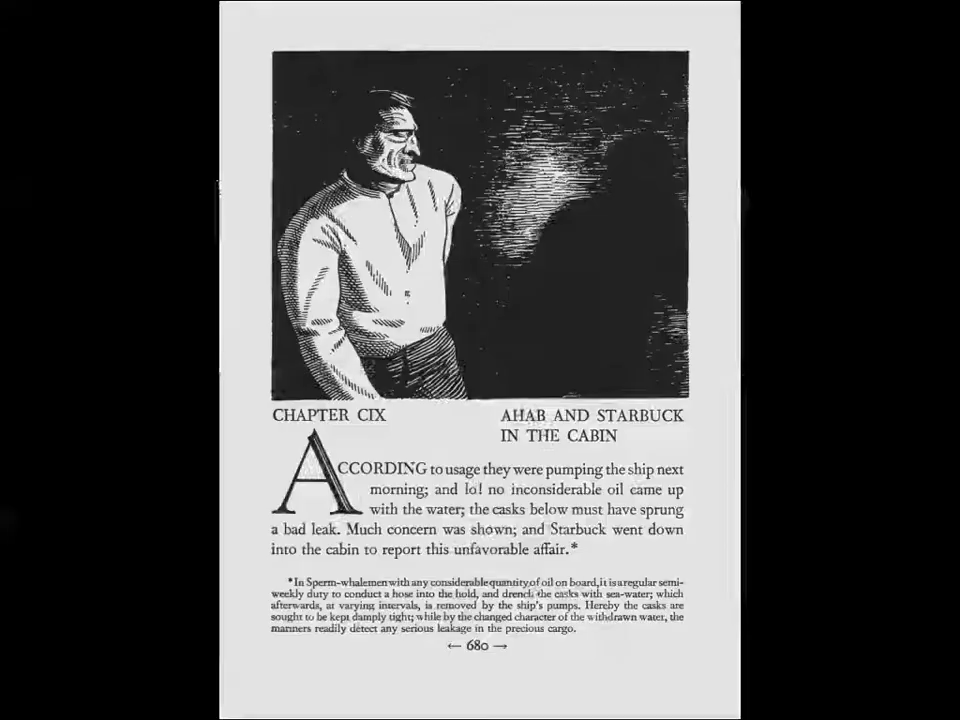 CHAPTER CIX
AHAB AND STARBUCK
IN THE CABIN
ACCORDING to usage they were pumping the ship next
morning; and lo! no inconsiderable oil came up
with the water; the casks below must have sprung
a bad leak. Much concern was shown; and Starbuck went down
into the cabin to report this unfavorable affair.*
*In Sperm-whalemen with any considerable quantity of oil on board, it is a regular semi-
weekly duty to conduct a hose into the hold, and drench the casks with sea-water; which
afterwards, at varying intervals, is removed by the ship's pumps. Hereby the casks are
sought to be kept damply tight; while by the changed character of the withdrawn water, the
manners readily detect any serious leakage in the precious cargo.
← 680 →